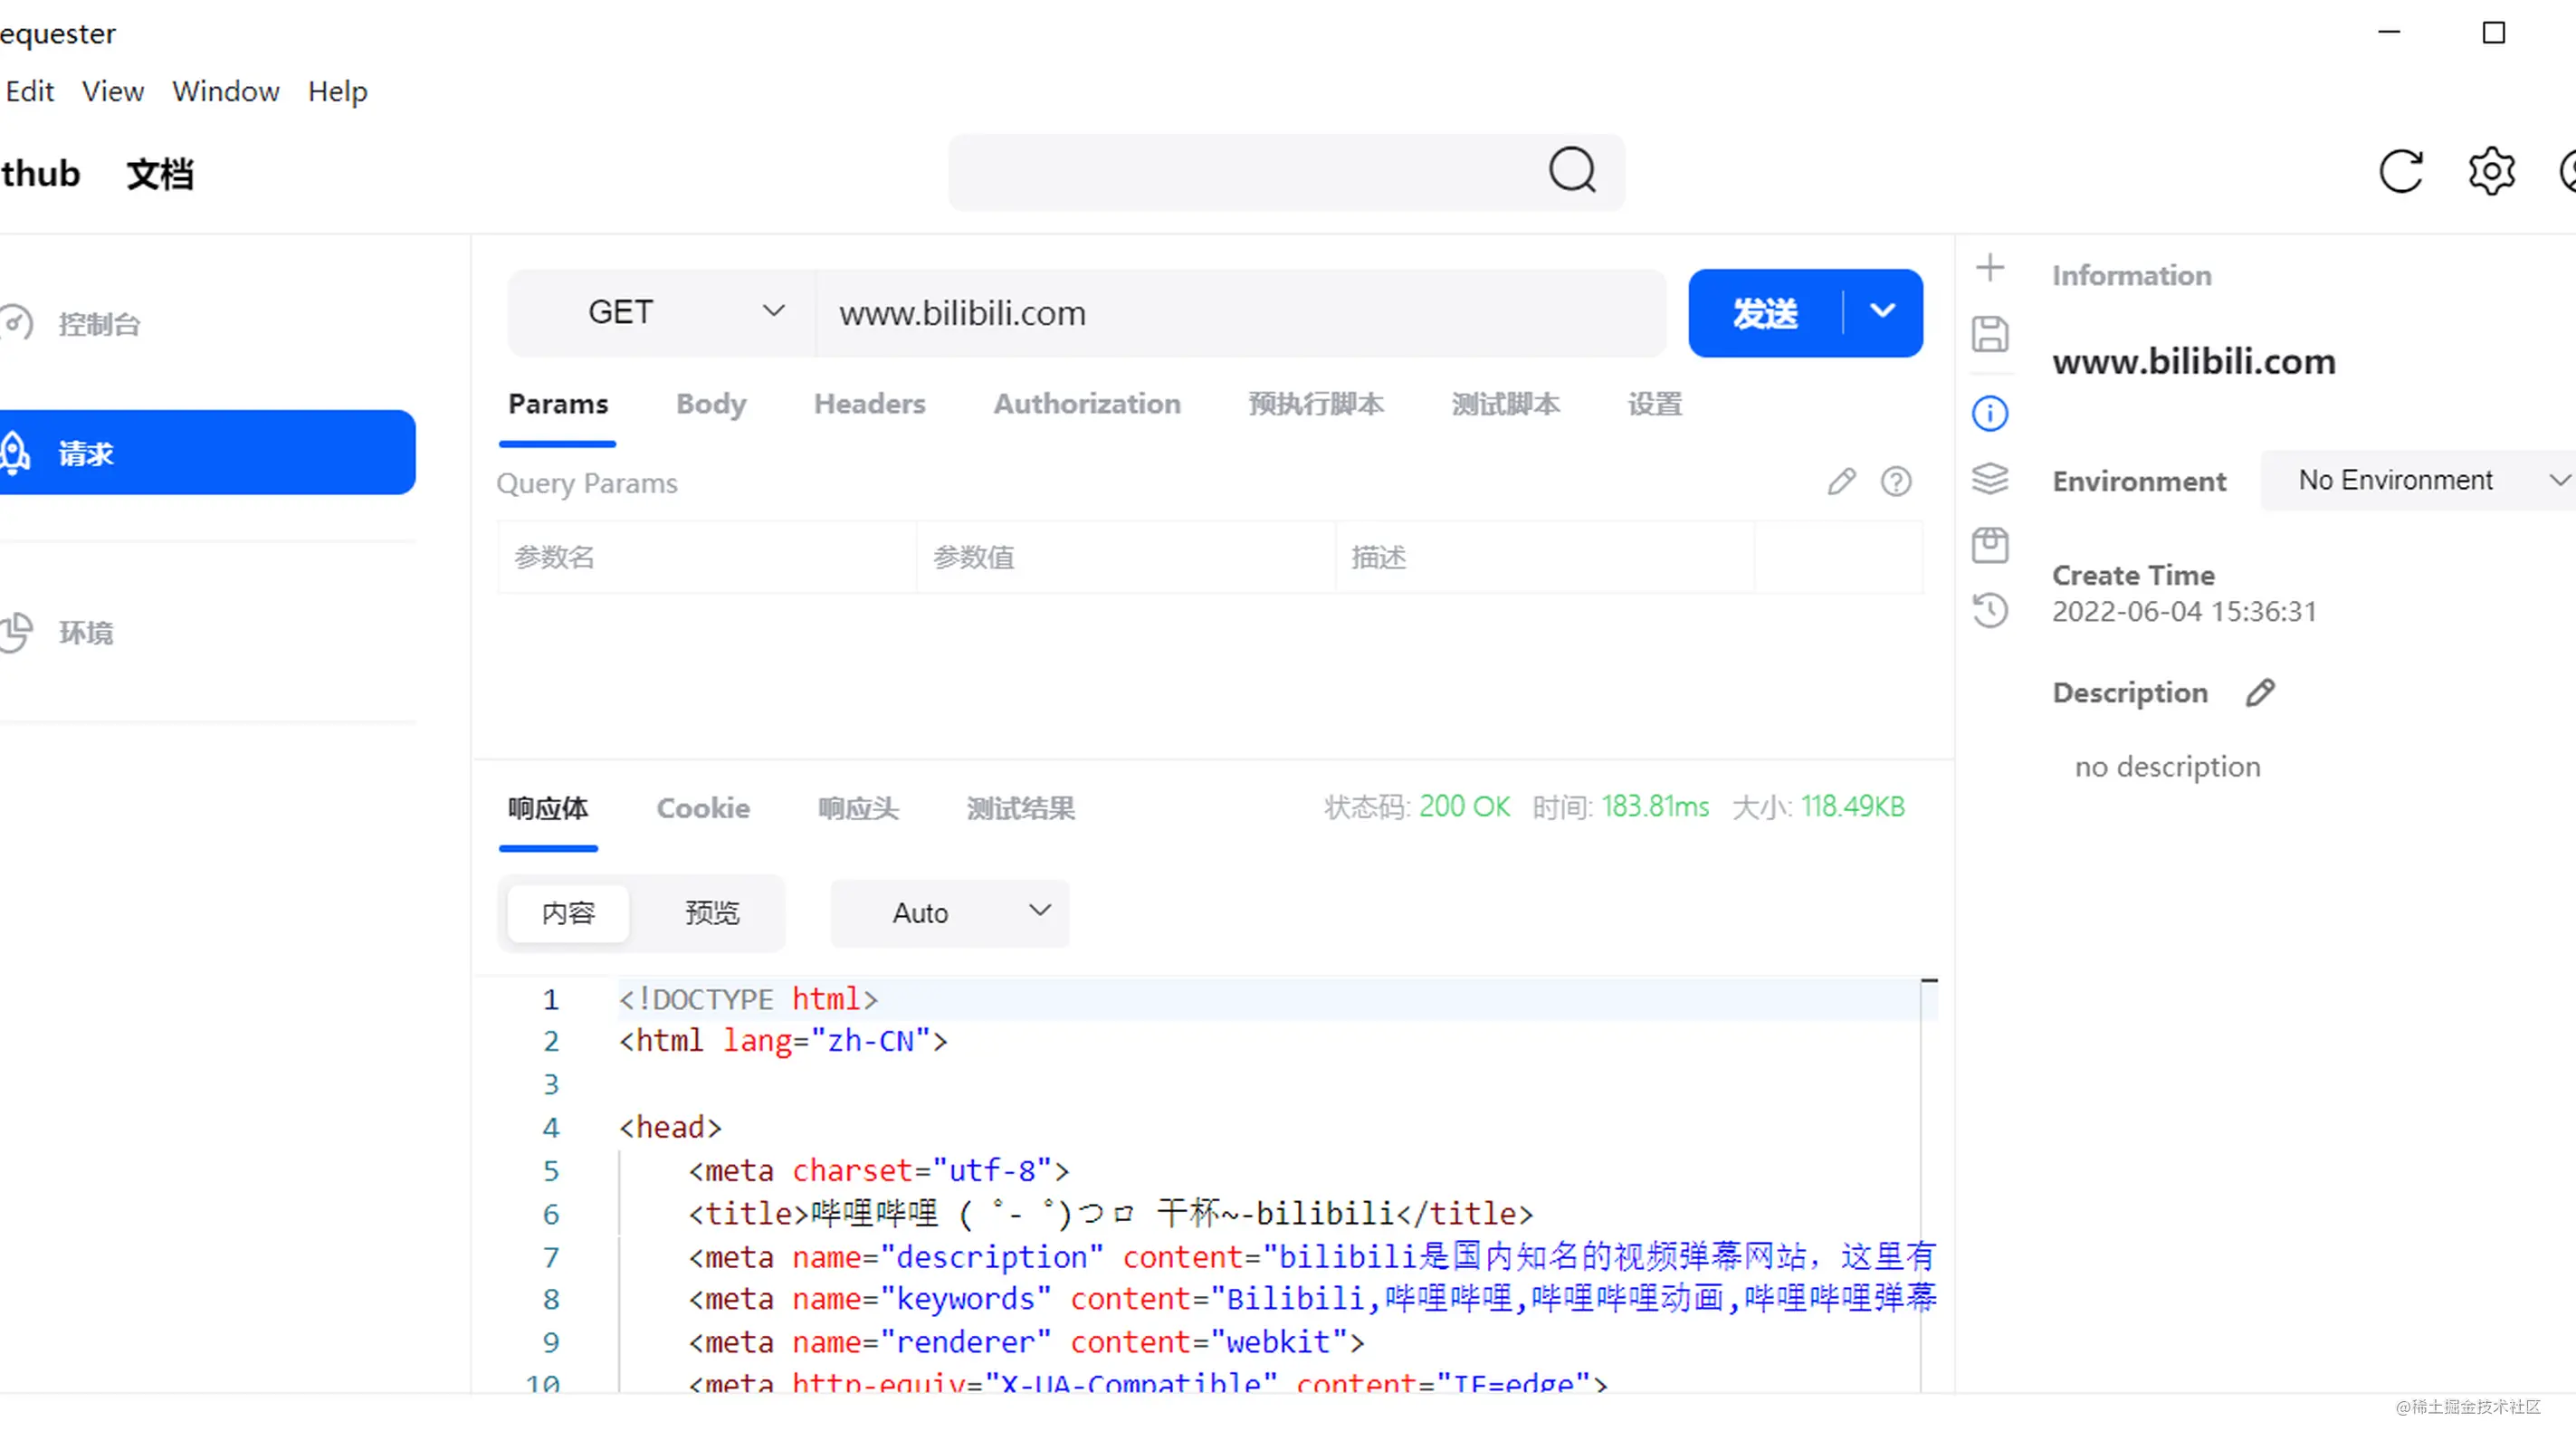 equester
Edit View Window Help
thub 文档
控制台
请求
环境
GET www.bilibili.com 发送
Params Body Headers Authorization 预执行脚本 测试脚本 设置
Query Params
参数名 参数值 描述
响应体 Cookie 响应头 测试结果 状态码: 200 OK 时间: 183.81ms 大小: 118.49KB
内容 预览 Auto
1 <!DOCTYPE html>
2 <html lang="zh-CN">
3
4 <head>
5 <meta charset="utf-8">
6 <title>哔哩哔哩 ( ゜- ゜)つロ 干杯~-bilibili</title>
7 <meta name="description" content="bilibili是国内知名的视频弹幕网站，这里有
8 <meta name="keywords" content="Bilibili,哔哩哔哩,哔哩哔哩动画,哔哩哔哩弹幕
9 <meta name="renderer" content="webkit">
10 <meta http-equiv="X-UA-Compatible" content="IE=edge">
Information
www.bilibili.com
Environment No Environment
Create Time
2022-06-04 15:36:31
Description
no description
@稀土掘金技术社区